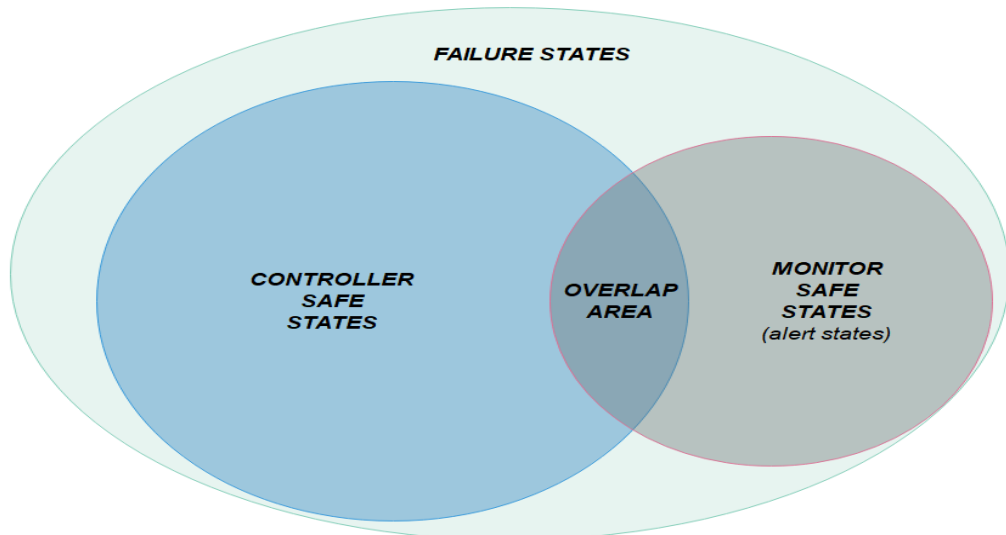 FAILURE STATES
CONTROLLER
SAFE
STATES
OVERLAP
AREA
MONITOR
SAFE
STATES
(alert states)